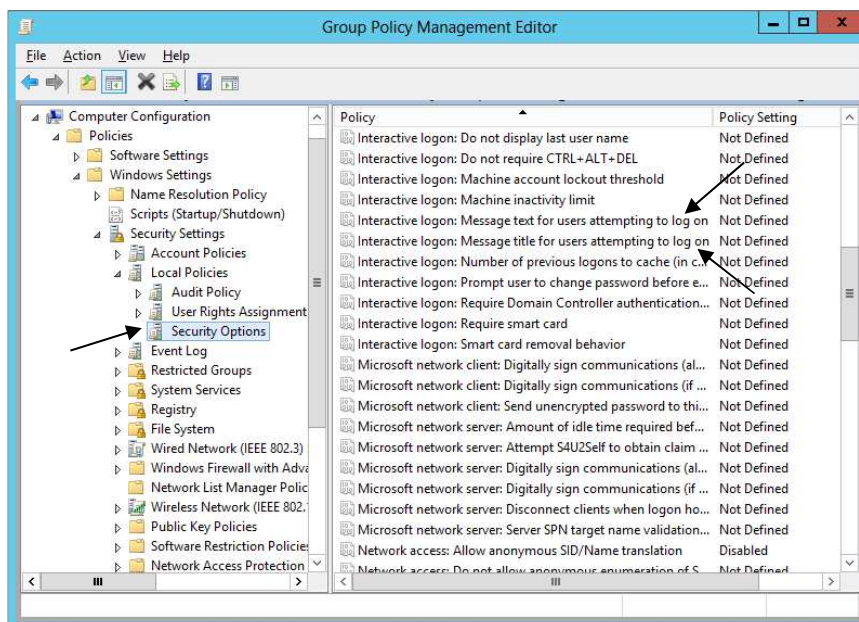 Group Policy Management Editor
File Action View Help
Computer Configuration
Policies
Software Settings
Windows Settings
Name Resolution Policy
Scripts (Startup/Shutdown)
Security Settings
Account Policies
Local Policies
Audit Policy
User Rights Assignment
Security Options
Event Log
Restricted Groups
System Services
Registry
File System
Wired Network (IEEE 802.3)
Windows Firewall with Adva
Network List Manager Polic
Wireless Network (IEEE 802.
Public Key Policies
Software Restriction Policie
Network Access Protection
Policy Policy Setting
Interactive logon: Do not display last user name Not Defined
Interactive logon: Do not require CTRL+ALT+DEL Not Defined
Interactive logon: Machine account lockout threshold Not Defined
Interactive logon: Machine inactivity limit Not Defined
Interactive logon: Message text for users attempting to log on Not Defined
Interactive logon: Message title for users attempting to log on Not Defined
Interactive logon: Number of previous logons to cache (in c... Not Defined
Interactive logon: Prompt user to change password before e... Not Defined
Interactive logon: Require Domain Controller authentication... Not Defined
Interactive logon: Require smart card Not Defined
Interactive logon: Smart card removal behavior Not Defined
Microsoft network client: Digitally sign communications (al... Not Defined
Microsoft network client: Digitally sign communications (if ... Not Defined
Microsoft network client: Send unencrypted password to thi... Not Defined
Microsoft network server: Amount of idle time required bef... Not Defined
Microsoft network server: Attempt S4U2Self to obtain claim ... Not Defined
Microsoft network server: Digitally sign communications (al... Not Defined
Microsoft network server: Digitally sign communications (if ... Not Defined
Microsoft network server: Disconnect clients when logon ho... Not Defined
Microsoft network server: Server SPN target name validation... Not Defined
Network access: Allow anonymous SID/Name translation Disabled
Network access: Do not allow anonymous enumeration of S Not Defined